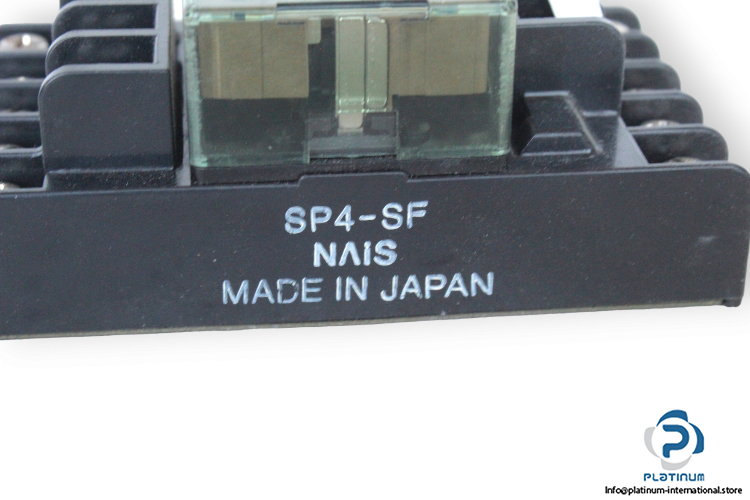 SP4-SF
NAiS
MADE IN JAPAN
PLATINUM
Info@platinum-international.store